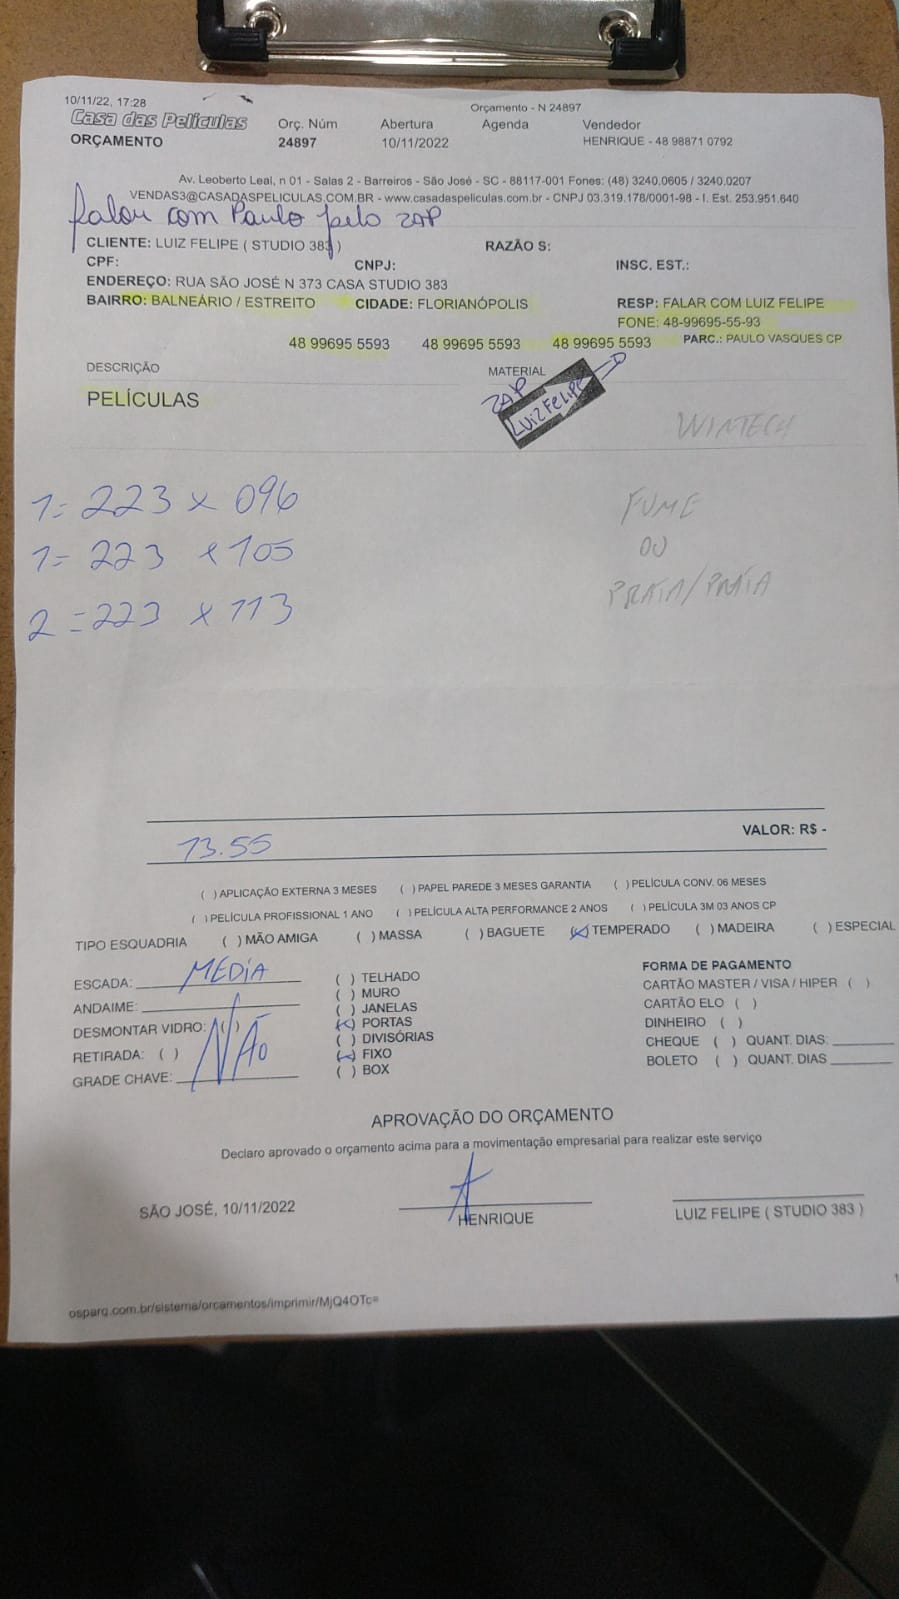 10/11/22, 17:28
Orçamento - N 24897
Casa das Películas
Orç. Núm Abertura Agenda Vendedor
ORÇAMENTO 24897 10/11/2022 HENRIQUE - 48 98871 0792
Av. Leoberto Leal, n 01 - Salas 2 - Barreiros - São José - SC - 88117-001 Fones: (48) 3240.0605 / 3240.0207
VENDAS3@CASADASPELICULAS.COM.BR - www.casadaspeliculas.com.br - CNPJ 03.319.178/0001-98 - I. Est. 253.951.640
falou com Paulo pelo ZAP
CLIENTE: LUIZ FELIPE ( STUDIO 383 ) RAZÃO S:
CPF: CNPJ: INSC. EST.:
ENDEREÇO: RUA SÃO JOSÉ N 373 CASA STUDIO 383
BAIRRO: BALNEÁRIO / ESTREITO CIDADE: FLORIANÓPOLIS RESP: FALAR COM LUIZ FELIPE
FONE: 48-99695-55-93
48 99695 5593 48 99695 5593 48 99695 5593 PARC.: PAULO VASQUES CP
DESCRIÇÃO MATERIAL
PELÍCULAS
ZAP
LUIZ FELIPE
WINTECH
1= 223 x 096
1= 223 x 105
2 = 223 x 113
FUME
OU
PRATA/PRATA
13.55
VALOR: R$ -
( ) APLICAÇÃO EXTERNA 3 MESES ( ) PAPEL PAREDE 3 MESES GARANTIA ( ) PELÍCULA CONV. 06 MESES
( ) PELÍCULA PROFISSIONAL 1 ANO ( ) PELÍCULA ALTA PERFORMANCE 2 ANOS ( ) PELÍCULA 3M 03 ANOS CP
TIPO ESQUADRIA ( ) MÃO AMIGA ( ) MASSA ( ) BAGUETE (x) TEMPERADO ( ) MADEIRA ( ) ESPECIAL
ESCADA: MEDIA
ANDAIME:
DESMONTAR VIDRO: ( )
RETIRADA: ( )
GRADE CHAVE:
NÃO
( ) TELHADO
( ) MURO
( ) JANELAS
(x) PORTAS
( ) DIVISÓRIAS
(x) FIXO
( ) BOX
FORMA DE PAGAMENTO
CARTÃO MASTER / VISA / HIPER ( )
CARTÃO ELO ( )
DINHEIRO ( )
CHEQUE ( ) QUANT. DIAS:
BOLETO ( ) QUANT. DIAS
APROVAÇÃO DO ORÇAMENTO
Declaro aprovado o orçamento acima para a movimentação empresarial para realizar este serviço
SÃO JOSÉ, 10/11/2022
HENRIQUE
LUIZ FELIPE ( STUDIO 383 )
osparq.com.br/sistema/orcamentos/imprimir/MjQ4OTc=